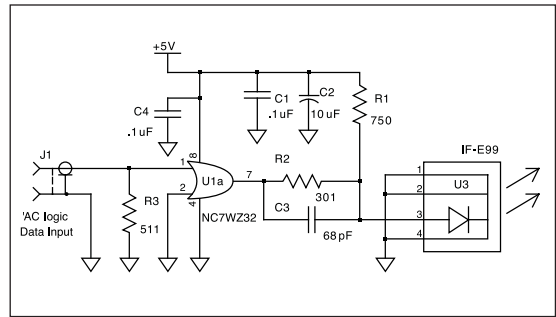 +5V
C4
.1uF
C1
.1uF
C2
10uF
R1
750
IF-E99
J1
1
8
2
4
U1a
NC7WZ32
7
R2
301
C3
68pF
R3
511
'AC logic
Data Input
1
2
3
4
U3